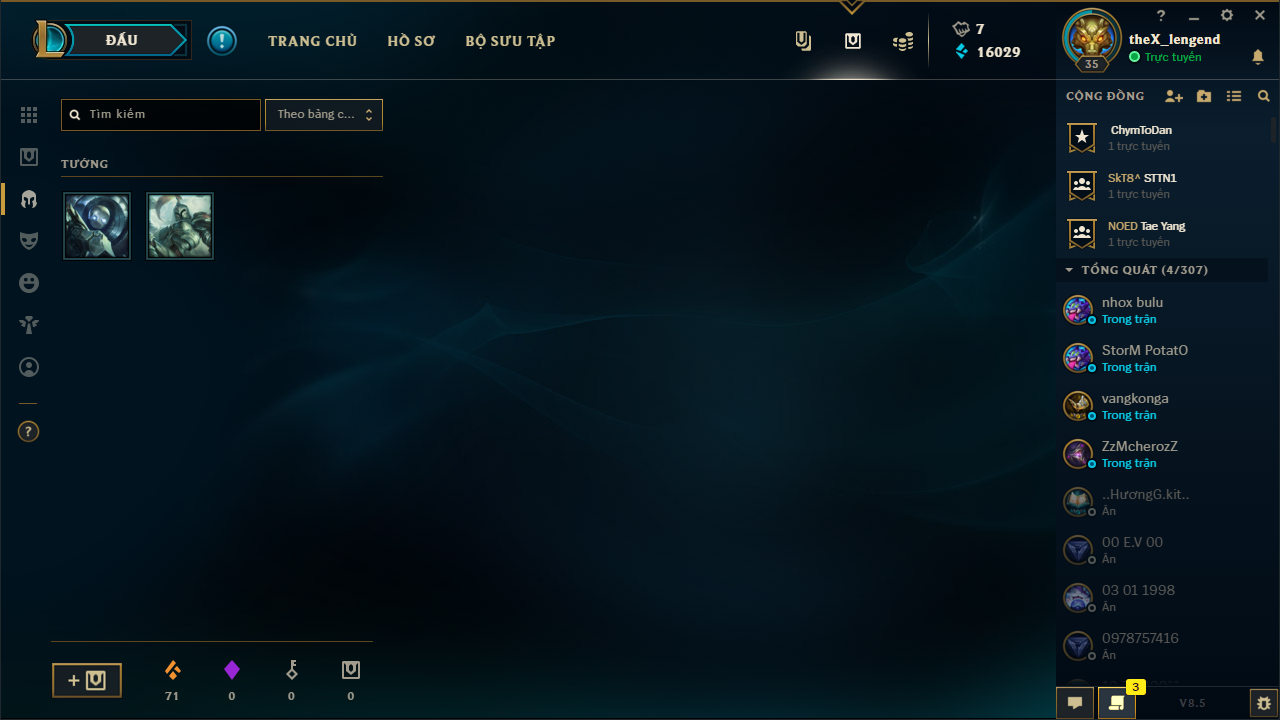 ĐẤU
TRANG CHỦ
HỒ SƠ
BỘ SƯU TẬP
7
16029
35
theX_lengend
Trực tuyến
Tìm kiếm
Theo bảng c...
TƯỚNG
71
0
0
0
CỘNG ĐỒNG
ChymToDan
1 trực tuyến
SkT8^ STTN1
1 trực tuyến
NOED Tae Yang
1 trực tuyến
TỔNG QUÁT (4/307)
nhox bulu
Trong trận
StorM PotatO
Trong trận
vangkonga
Trong trận
ZzMcherozZ
Trong trận
..HươngG.kit..
Ẩn
00 E.V 00
Ẩn
03 01 1998
Ẩn
0978757416
Ẩn
3
V8.5